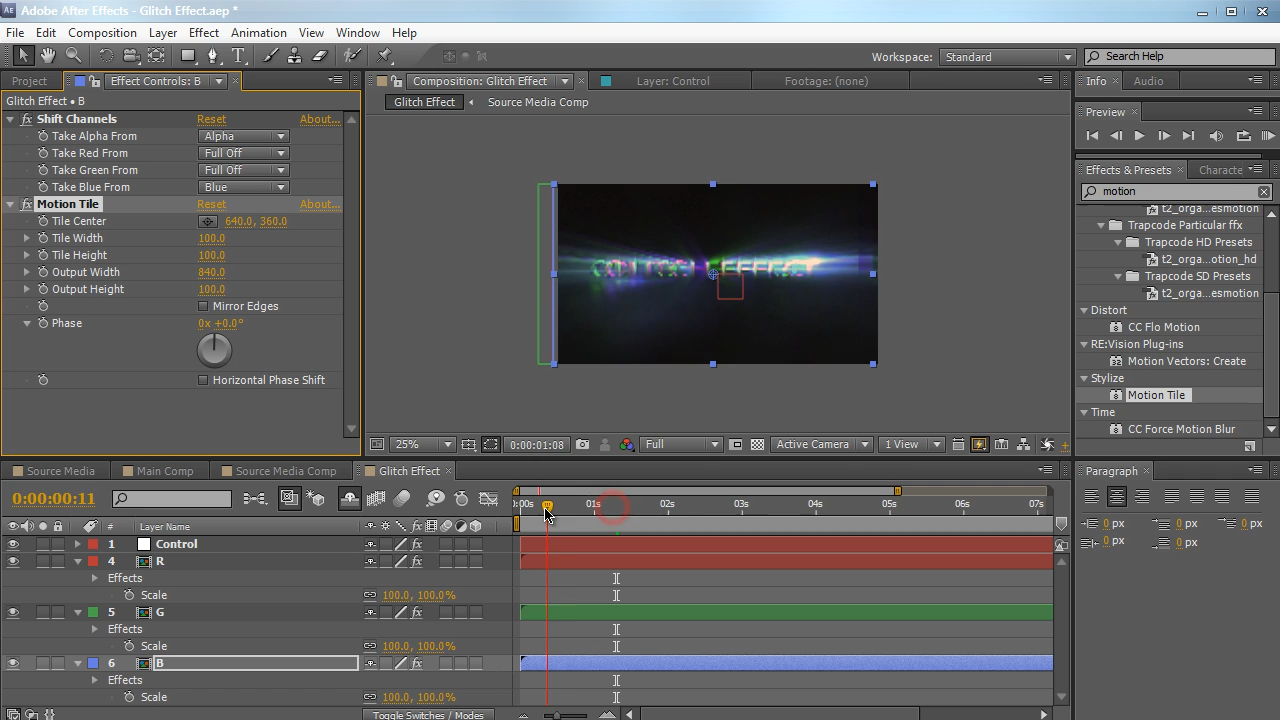 Adobe After Effects - Glitch Effect.aep *
File Edit Composition Layer Effect Animation View Window Help
Workspace: Standard Search Help
Project Effect Controls: B Composition: Glitch Effect Layer: Control Footage: (none) Info Audio
Glitch Effect • B Glitch Effect Source Media Comp
Preview
Shift Channels Reset About...
Take Alpha From Alpha
Take Red From Full Off
Take Green From Full Off
Take Blue From Blue
Motion Tile Reset About...
Tile Center 640.0, 360.0
Tile Width 100.0
Tile Height 100.0
Output Width 840.0
Output Height 100.0
Mirror Edges
Phase 0x +0.0°
Horizontal Phase Shift
GLITCH EFFECT
Effects & Presets Characte
motion
t2_orga...esmotion
Trapcode Particular ffx
Trapcode HD Presets
t2_orga...otion_hd
Trapcode SD Presets
t2_orga...esmotion
Distort
CC Flo Motion
RE:Vision Plug-ins
Motion Vectors: Create
Stylize
Motion Tile
Time
CC Force Motion Blur
25% 0:00:01:08 Full Active Camera 1 View
Source Media Main Comp Source Media Comp Glitch Effect
Paragraph
0:00:00:11
0:00s 01s 02s 03s 04s 05s 06s 07s
# Layer Name
1 Control
4 R
Effects
Scale 100.0, 100.0%
5 G
Effects
Scale 100.0, 100.0%
6 B
Effects
Scale 100.0, 100.0%
Toggle Switches / Modes
0 px 0 px 0 px
0 px 0 px